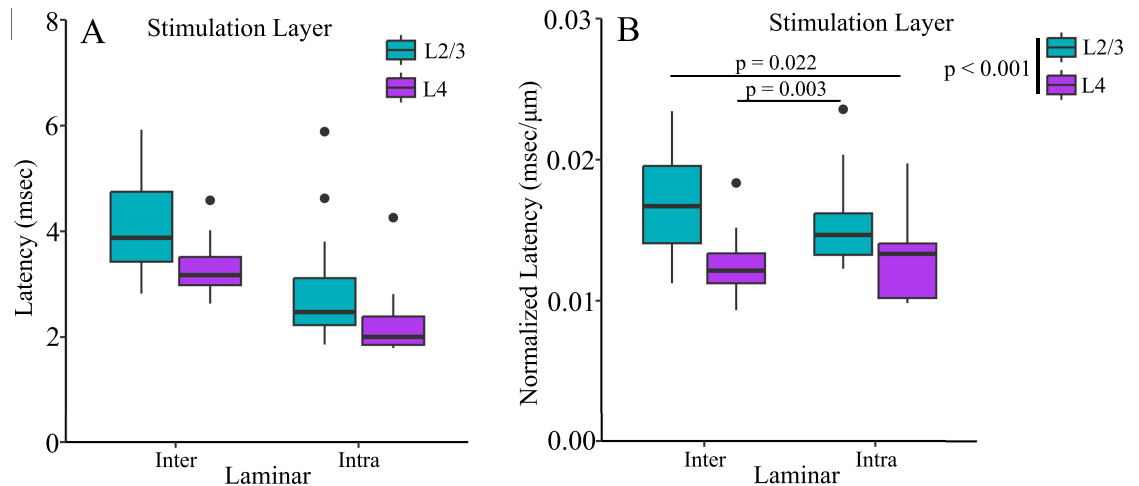 A
Stimulation Layer
L2/3
L4
8
6
4
2
0
Latency (msec)
Inter
Intra
Laminar
B
Stimulation Layer
L2/3
L4
p < 0.001
p = 0.022
p = 0.003
0.03
0.02
0.01
0.00
Normalized Latency (msec/µm)
Inter
Intra
Laminar